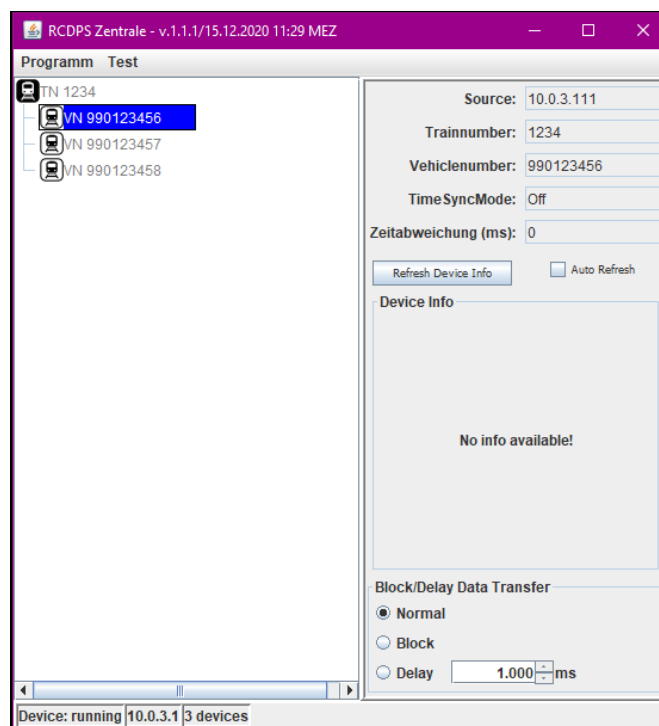 RCDPS Zentrale - v.1.1.1/15.12.2020 11:29 MEZ
Programm Test
TN 1234
VN 990123456
VN 990123457
VN 990123458
Source: 10.0.3.111
Trainnumber: 1234
Vehiclenumber: 990123456
TimeSyncMode: Off
Zeitabweichung (ms): 0
Refresh Device Info Auto Refresh
Device Info
No info available!
Block/Delay Data Transfer
Normal
Block
Delay 1.000 ms
Device: running 10.0.3.1 3 devices